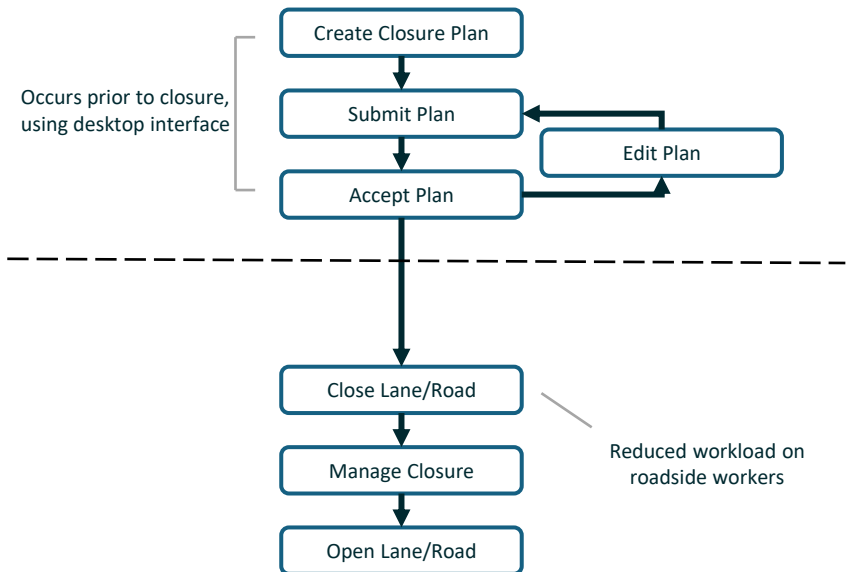 Create Closure Plan
Occurs prior to closure,
using desktop interface
Submit Plan
Edit Plan
Accept Plan
Close Lane/Road
Reduced workload on
roadside workers
Manage Closure
Open Lane/Road